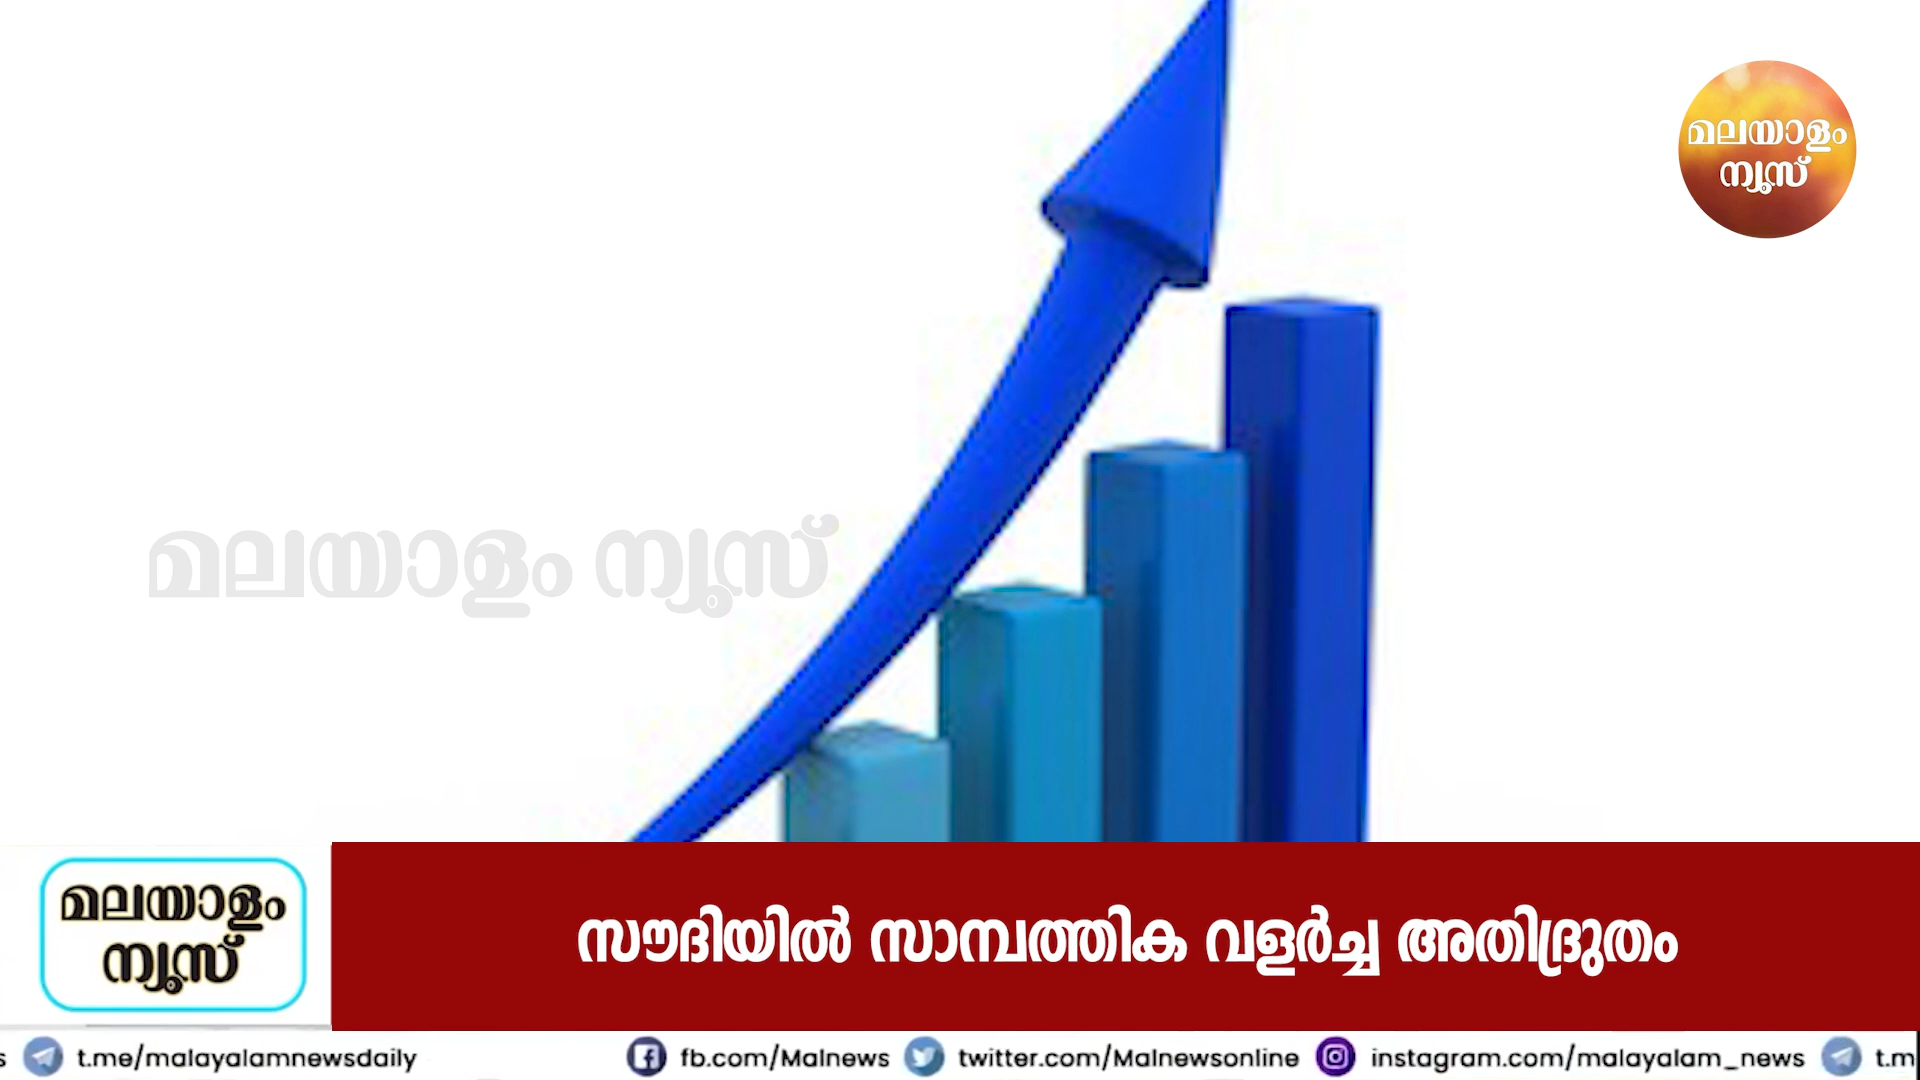 മലയാളം
ന്യൂസ്
മലയാളം ന്യൂസ്
മലയാളം
ന്യൂസ്
സൗദിയിൽ സാമ്പത്തിക വളർച്ച അതിദ്രുതം
s t.me/malayalamnewsdaily fb.com/Malnews twitter.com/Malnewsonline instagram.com/malayalam_news t.m